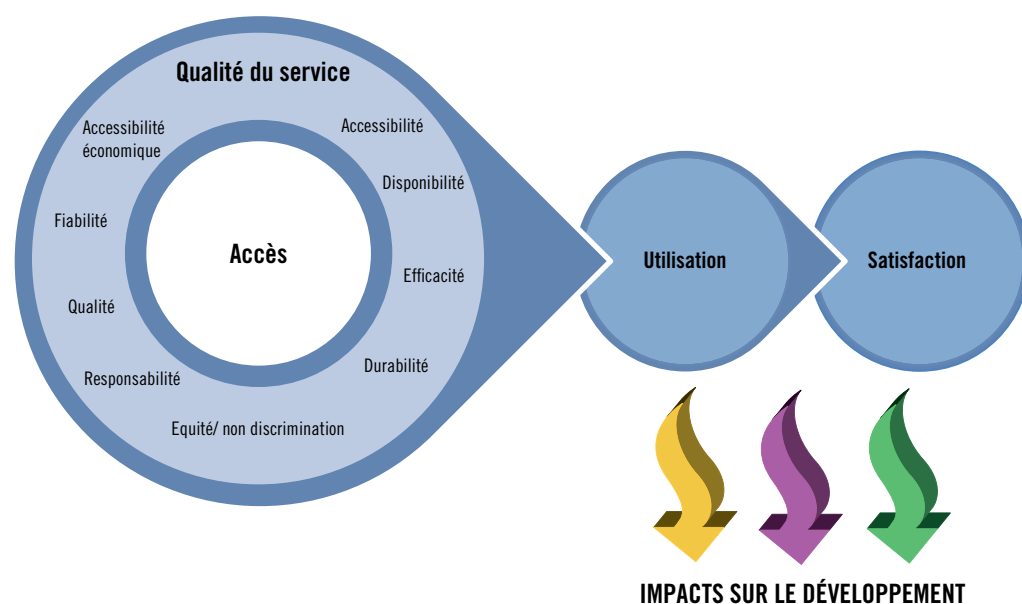 Qualité du service
Accessibilité
économique
Accessibilité
Disponibilité
Fiabilité
Accès
Efficacité
Qualité
Durabilité
Responsabilité
Equité/ non discrimination
Utilisation
Satisfaction
IMPACTS SUR LE DÉVELOPPEMENT